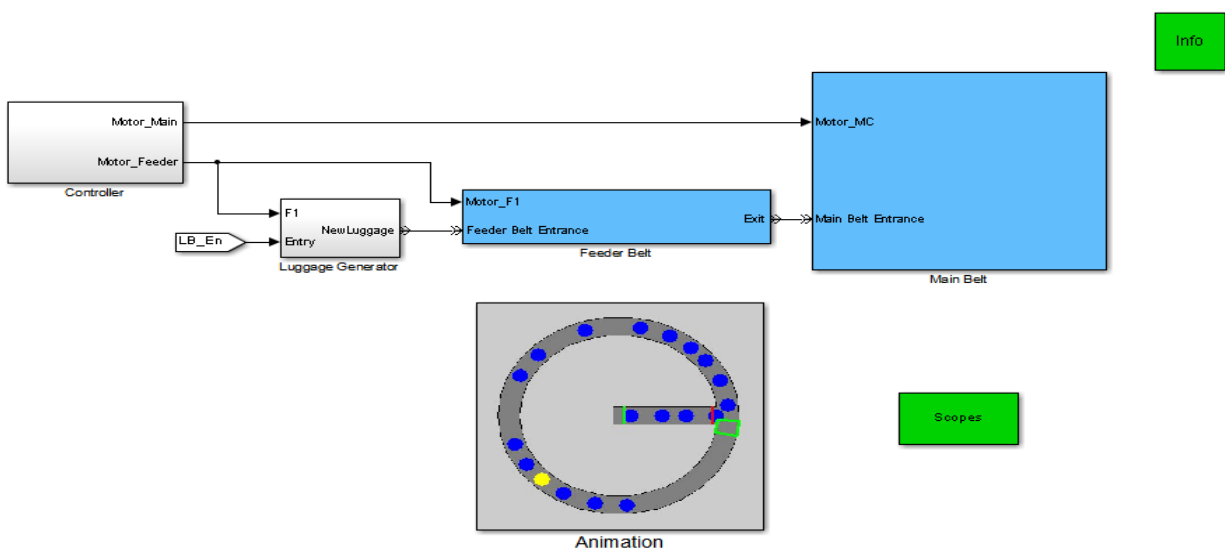 Info
Motor_Main
Motor_MC
Motor_Feeder
Controller
Motor_F1
F1
NewLuggage
Feeder Belt Entrance
Exit
Main Belt Entrance
LB_En
Entry
Luggage Generator
Feeder Belt
Main Belt
Scopes
Animation